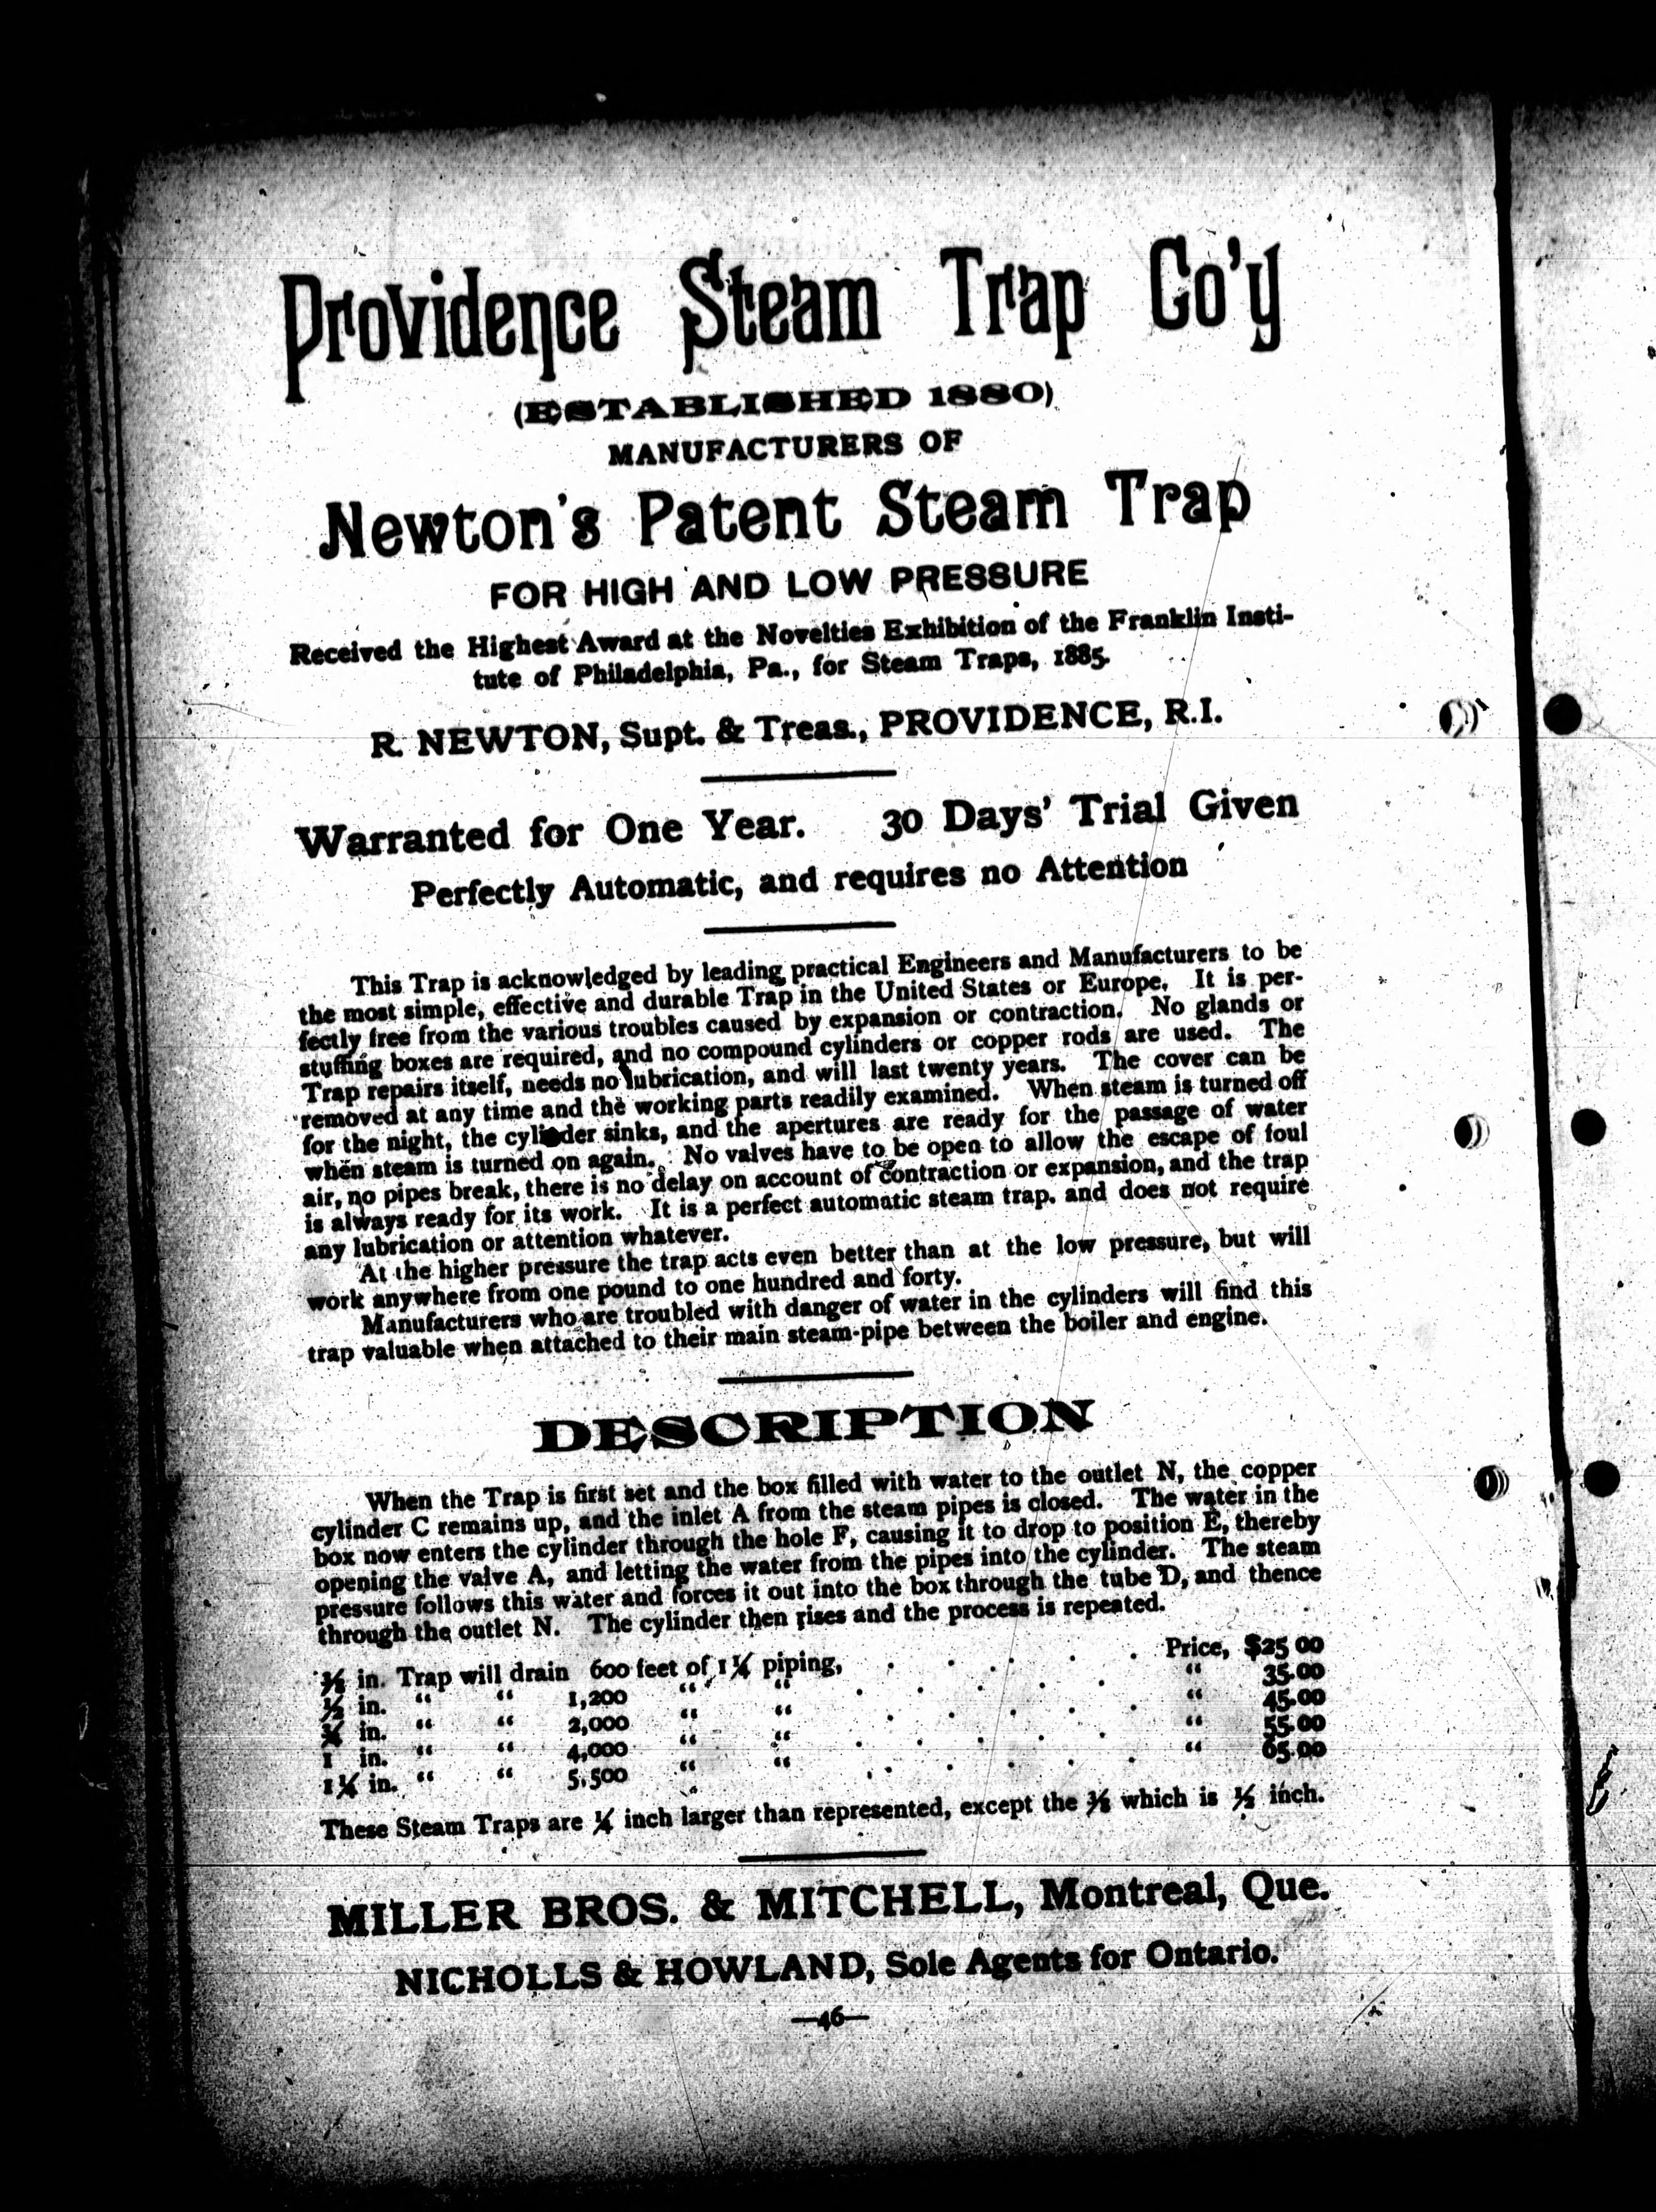 Providence Steam Trap Co'y
(ESTABLISHED 1880)
MANUFACTURERS OF
Newton's Patent Steam Trap
FOR HIGH AND LOW PRESSURE
Received the Highest Award at the Novelties Exhibition of the Franklin Insti-
tute of Philadelphia, Pa., for Steam Traps, 1885.
R. NEWTON, Supt. & Treas., PROVIDENCE, R.I.
Warranted for One Year. 30 Days' Trial Given
Perfectly Automatic, and requires no Attention
This Trap is acknowledged by leading practical Engineers and Manufacturers to be
the most simple, effective and durable Trap in the United States or Europe. It is per-
fectly free from the various troubles caused by expansion or contraction. No glands or
stuffing boxes are required, and no compound cylinders or copper rods are used. The
Trap repairs itself, needs no lubrication, and will last twenty years. The cover can be
removed at any time and the working parts readily examined. When steam is turned off
for the night, the cylinder sinks, and the apertures are ready for the passage of water
when steam is turned on again. No valves have to be open to allow the escape of foul
air, no pipes break, there is no delay on account of contraction or expansion, and the trap
is always ready for its work. It is a perfect automatic steam trap. and does not require
any lubrication or attention whatever.
At the higher pressure the trap acts even better than at the low pressure, but will
work anywhere from one pound to one hundred and forty.
Manufacturers who are troubled with danger of water in the cylinders will find this
trap valuable when attached to their main steam-pipe between the boiler and engine.
DESCRIPTION
When the Trap is first set and the box filled with water to the outlet N, the copper
cylinder C remains up, and the inlet A from the steam pipes is closed. The water in the
box now enters the cylinder through the hole F, causing it to drop to position E, thereby
opening the valve A, and letting the water from the pipes into the cylinder. The steam
pressure follows this water and forces it out into the box through the tube D, and thence
through the outlet N. The cylinder then rises and the process is repeated.
⅜ in. Trap will drain 600 feet of 1¼ piping, . . . . . Price, $25 00
½ in. " " 1,200 " " . . . . . " 35.00
¾ in. " " 2,000 " " . . . . . " 45.00
1 in. " " 4,000 " " . . . . . " 55.00
1¼ in. " " 5,500 " " . . . . . " 65.00
These Steam Traps are ¼ inch larger than represented, except the ⅜ which is ½ inch.
MILLER BROS. & MITCHELL, Montreal, Que.
NICHOLLS & HOWLAND, Sole Agents for Ontario.
—46—